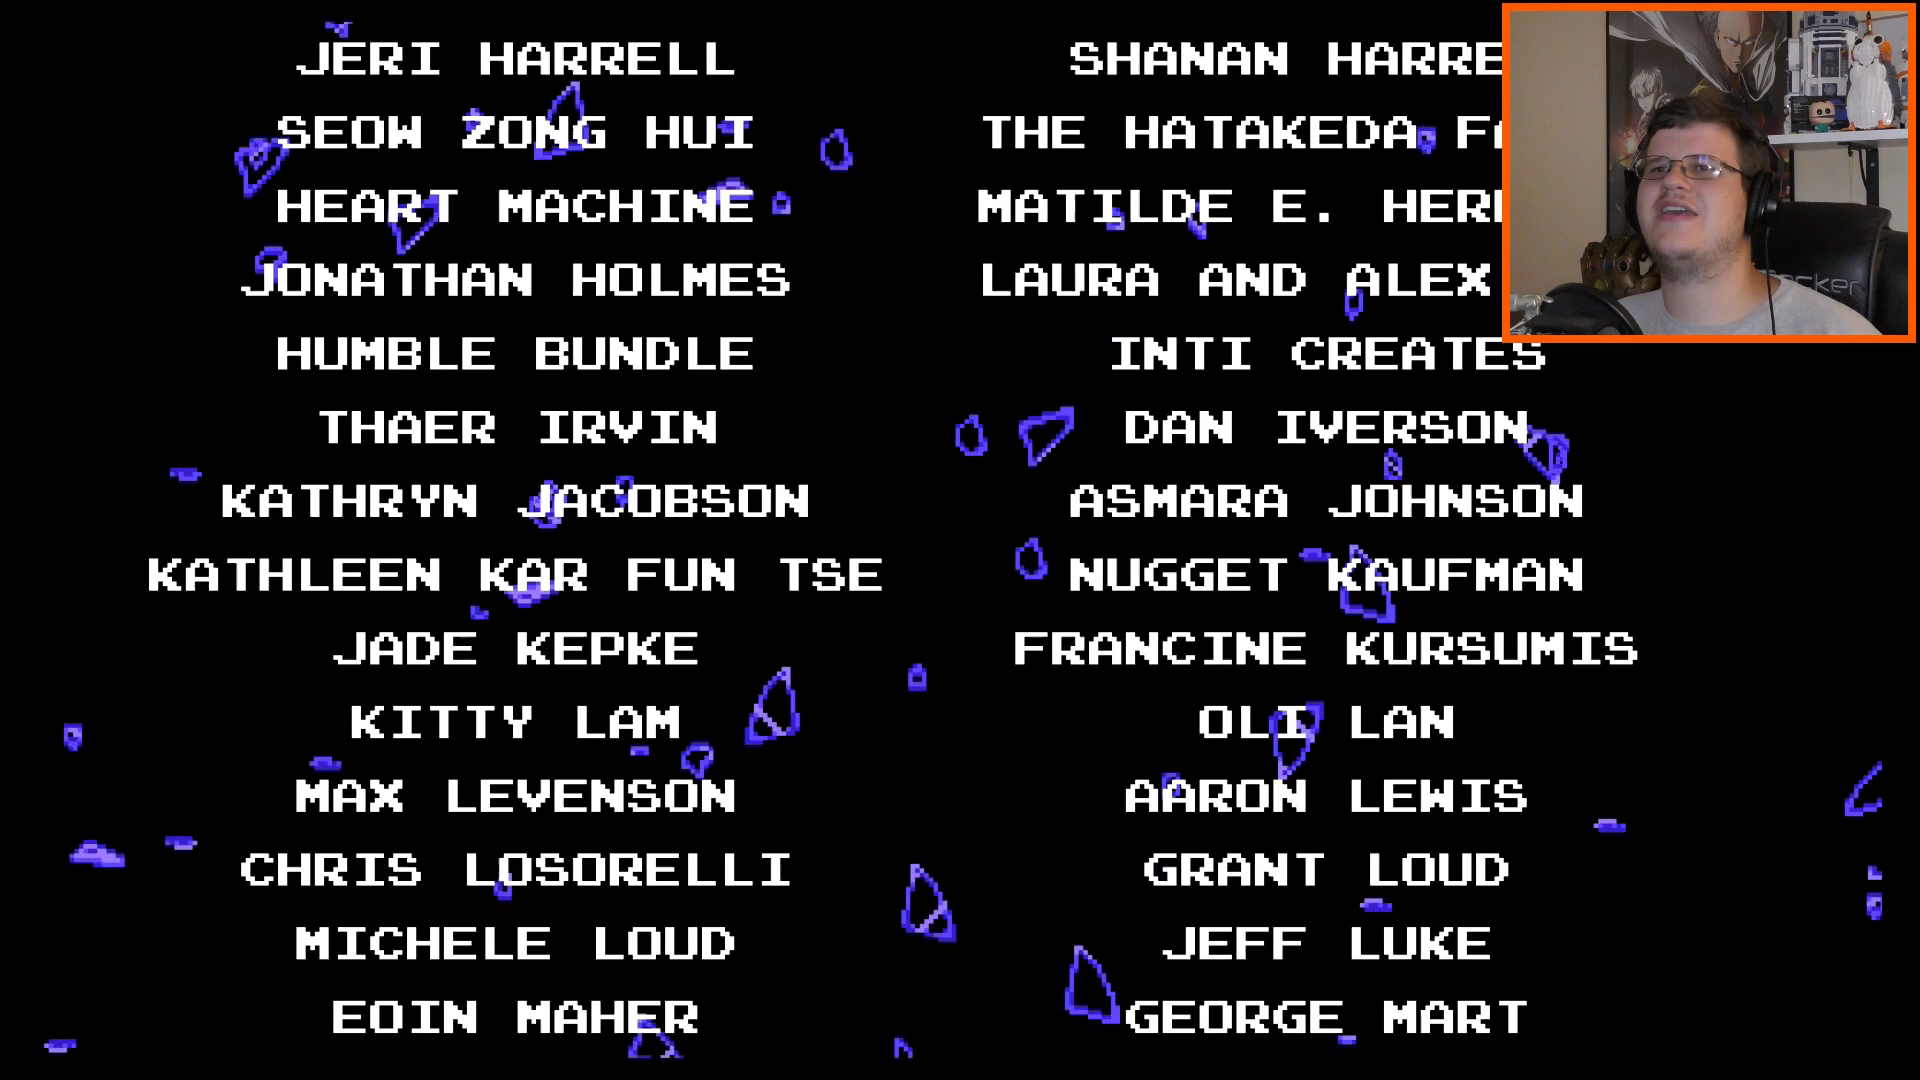 JERI HARRELL
SHANAN HARRE
SEOW ZONG HUI
THE HATAKEDA
HEART MACHINE
MATILDE E.
JONATHAN HOLMES
LAURA AND ALEX
HUMBLE BUNDLE
INTI CREATES
THAER IRVIN
DAN IVERSON
KATHRYN JACOBSON
ASMARA JOHNSON
KATHLEEN KAR FUN TSE
NUGGET KAUFMAN
JADE KEPKE
FRANCINE KURSUMIS
KITTY LAM
OLI LAN
MAX LEVENSON
AARON LEWIS
CHRIS LOSORELLI
GRANT LOUD
MICHELE LOUD
JEFF LUKE
EOIN MAHER
GEORGE MART